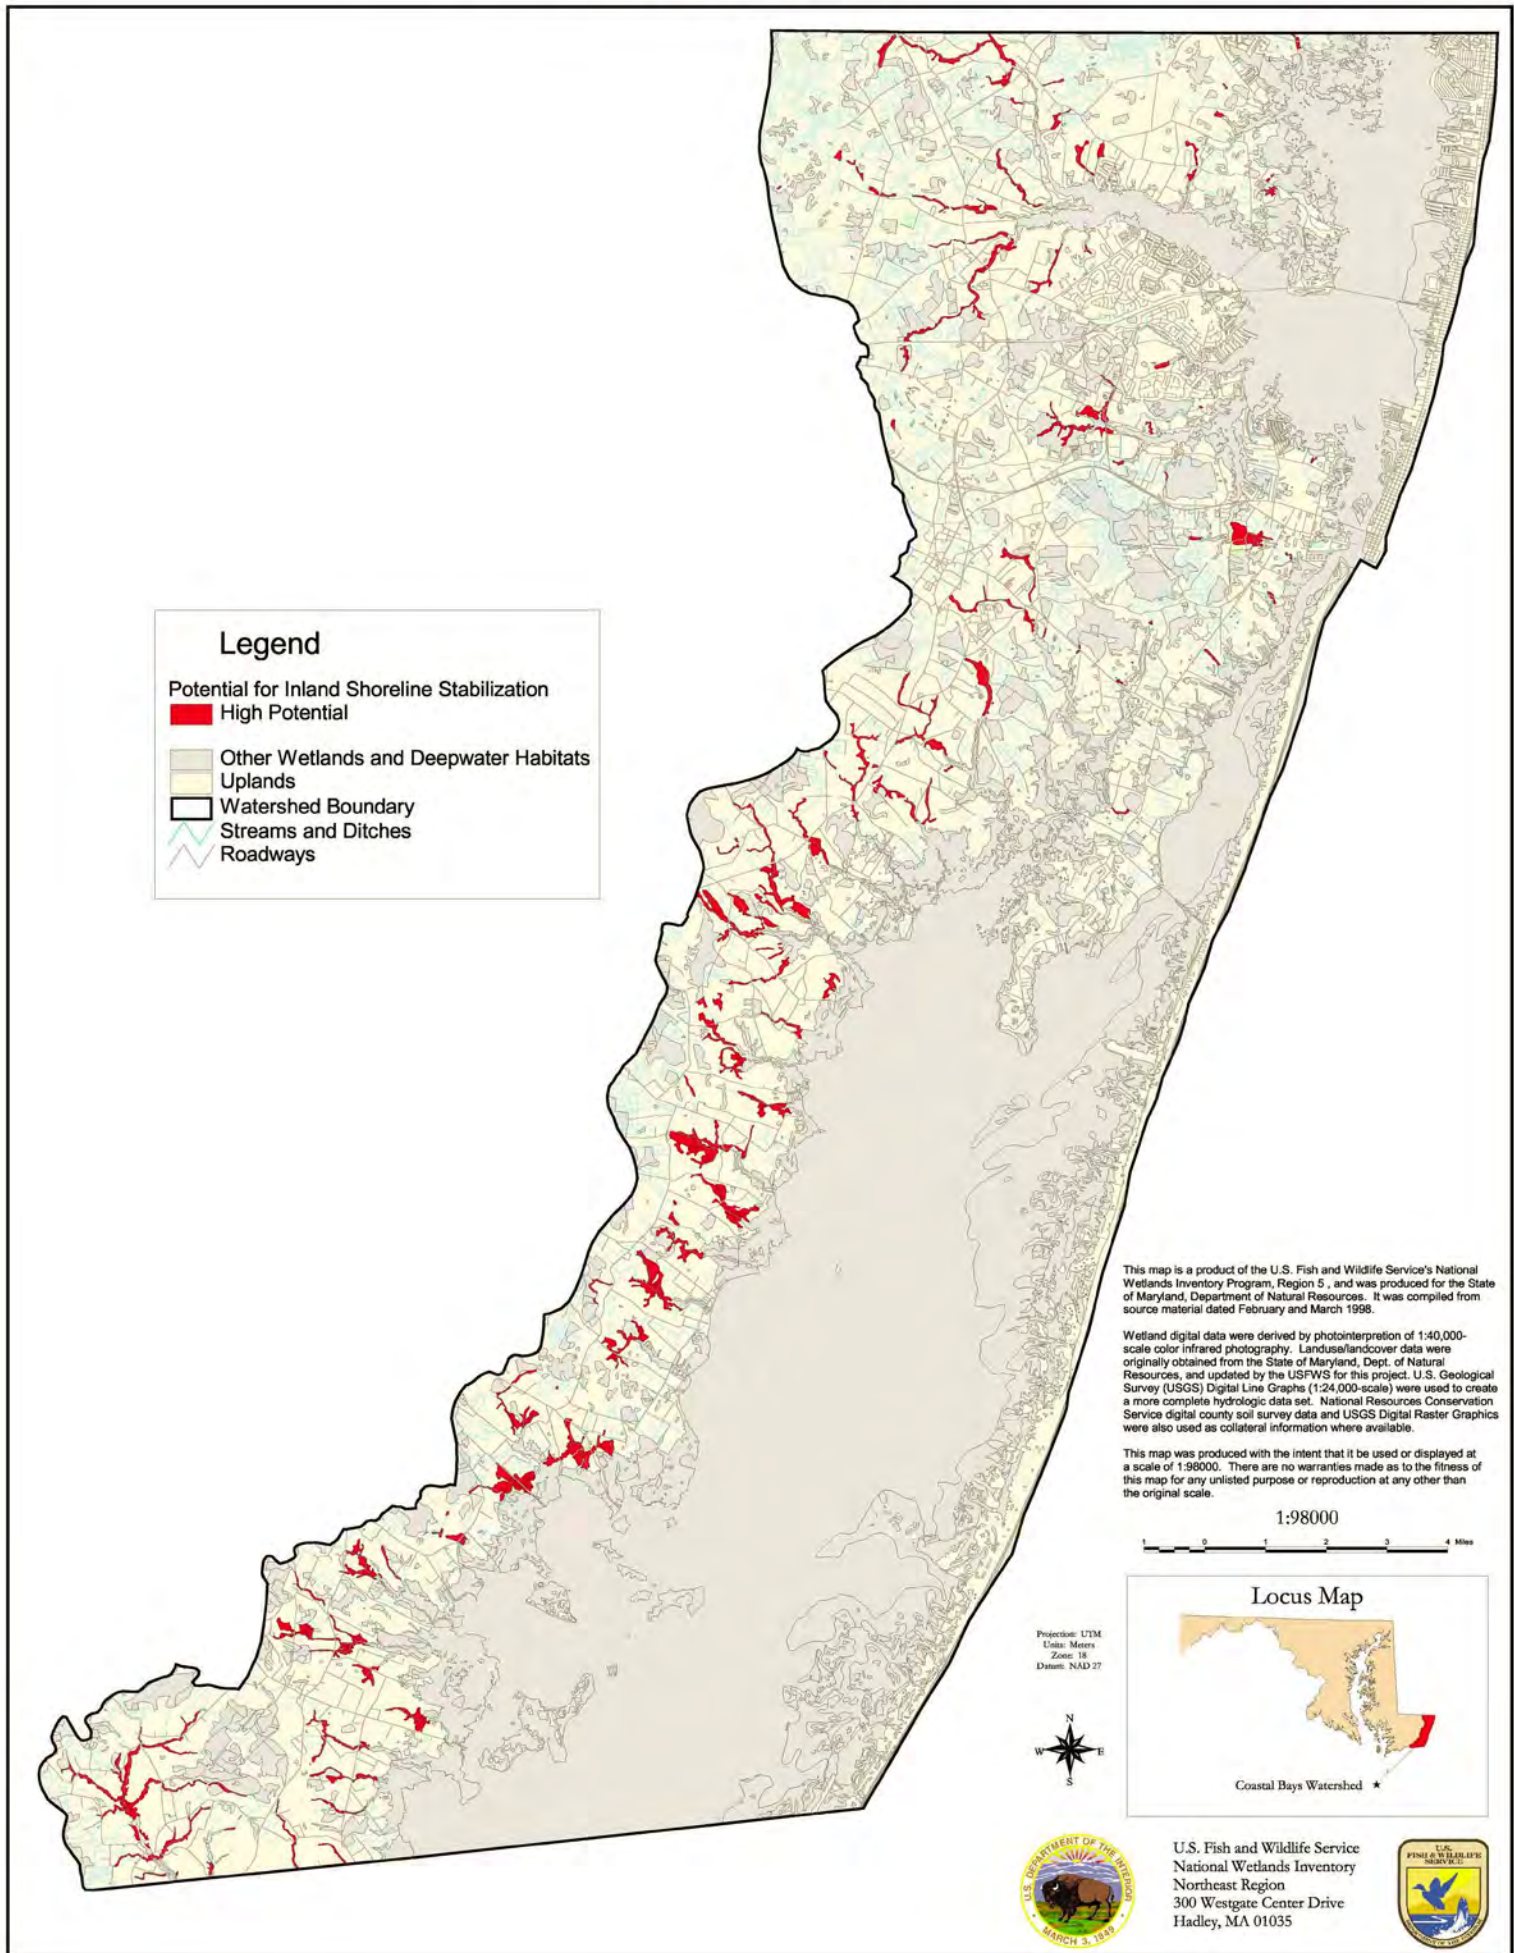 Legend
Potential for Inland Shoreline Stabilization
High Potential
Other Wetlands and Deepwater Habitats
Uplands
Watershed Boundary
Streams and Ditches
Roadways
This map is a product of the U.S. Fish and Wildlife Service's National
Wetlands Inventory Program, Region 5 , and was produced for the State
of Maryland, Department of Natural Resources. It was compiled from
source material dated February and March 1998.
Wetland digital data were derived by photointerpretion of 1:40,000-
scale color infrared photography. Landuse/landcover data were
originally obtained from the State of Maryland, Dept. of Natural
Resources, and updated by the USFWS for this project. U.S. Geological
Survey (USGS) Digital Line Graphs (1:24,000-scale) were used to create
a more complete hydrologic data set. National Resources Conservation
Service digital county soil survey data and USGS Digital Raster Graphics
were also used as collateral information where available.
This map was produced with the intent that it be used or displayed at
a scale of 1:98000. There are no warranties made as to the fitness of
this map for any unlisted purpose or reproduction at any other than
the original scale.
1:98000
1 0 1 2 3 4 Miles
Locus Map
Coastal Bays Watershed
Projection: UTM
Units: Meters
Zone: 18
Datum: NAD 27
N
W E
S
U.S. DEPARTMENT OF THE INTERIOR
MARCH 3, 1849
U.S. Fish and Wildlife Service
National Wetlands Inventory
Northeast Region
300 Westgate Center Drive
Hadley, MA 01035
U.S.
FISH & WILDLIFE
SERVICE
DEPARTMENT OF THE INTERIOR